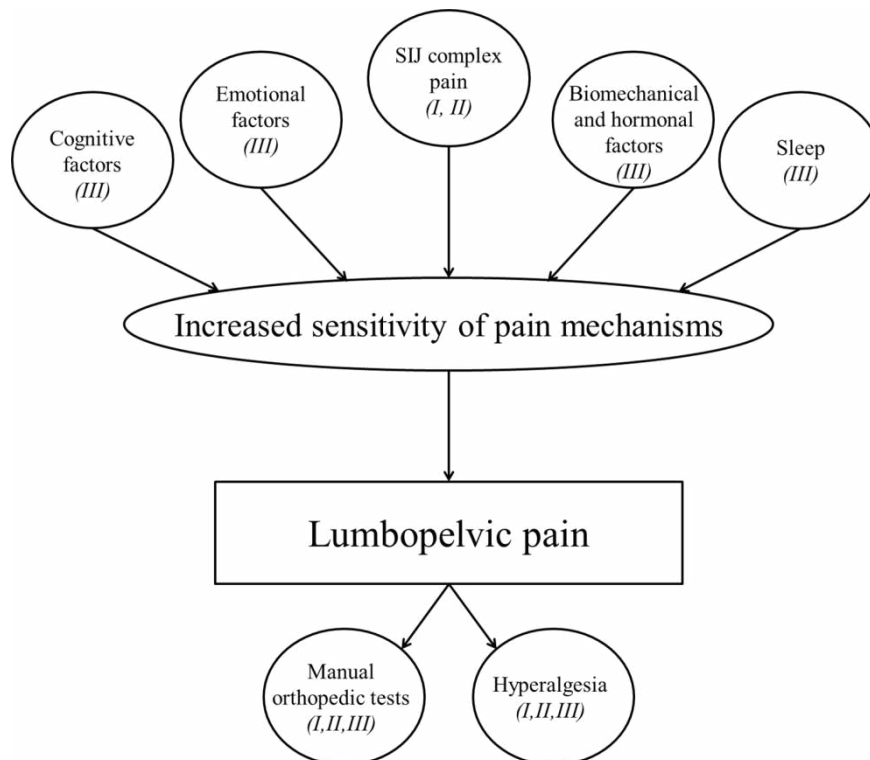 Cognitive
factors
(III)
Emotional
factors
(III)
SIJ complex
pain
(I, II)
Biomechanical
and hormonal
factors
(III)
Sleep
(III)
Increased sensitivity of pain mechanisms
Lumbopelvic pain
Manual
orthopedic tests
(I,II,III)
Hyperalgesia
(I,II,III)